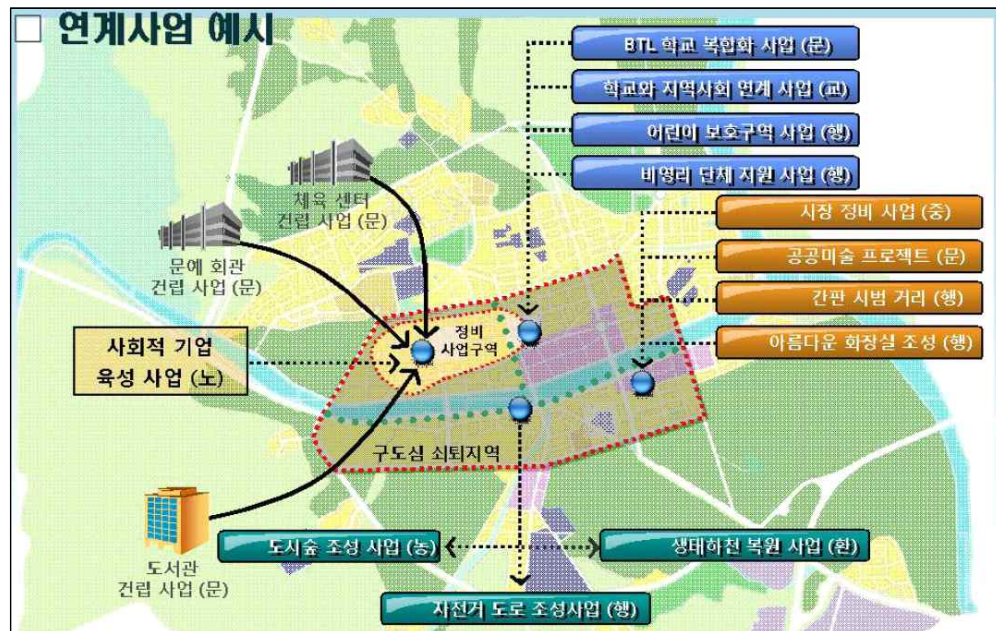 □ 연계사업 예시
BTL 학교 복합화 사업 (문)
학교와 지역사회 연계 사업 (교)
어린이 보호구역 사업 (행)
비영리 단체 지원 사업 (행)
체육 센터
건립 사업 (문)
문예 회관
건립 사업 (문)
시장 정비 사업 (중)
공공미술 프로젝트 (문)
간판 시범 거리 (행)
아름다운 화장실 조성 (행)
정비
사업구역
사회적 기업
육성 사업 (노)
구도심 쇠퇴지역
도서관
건립 사업 (문)
도시숲 조성 사업 (농)
생태하천 복원 사업 (환)
자전거 도로 조성사업 (행)